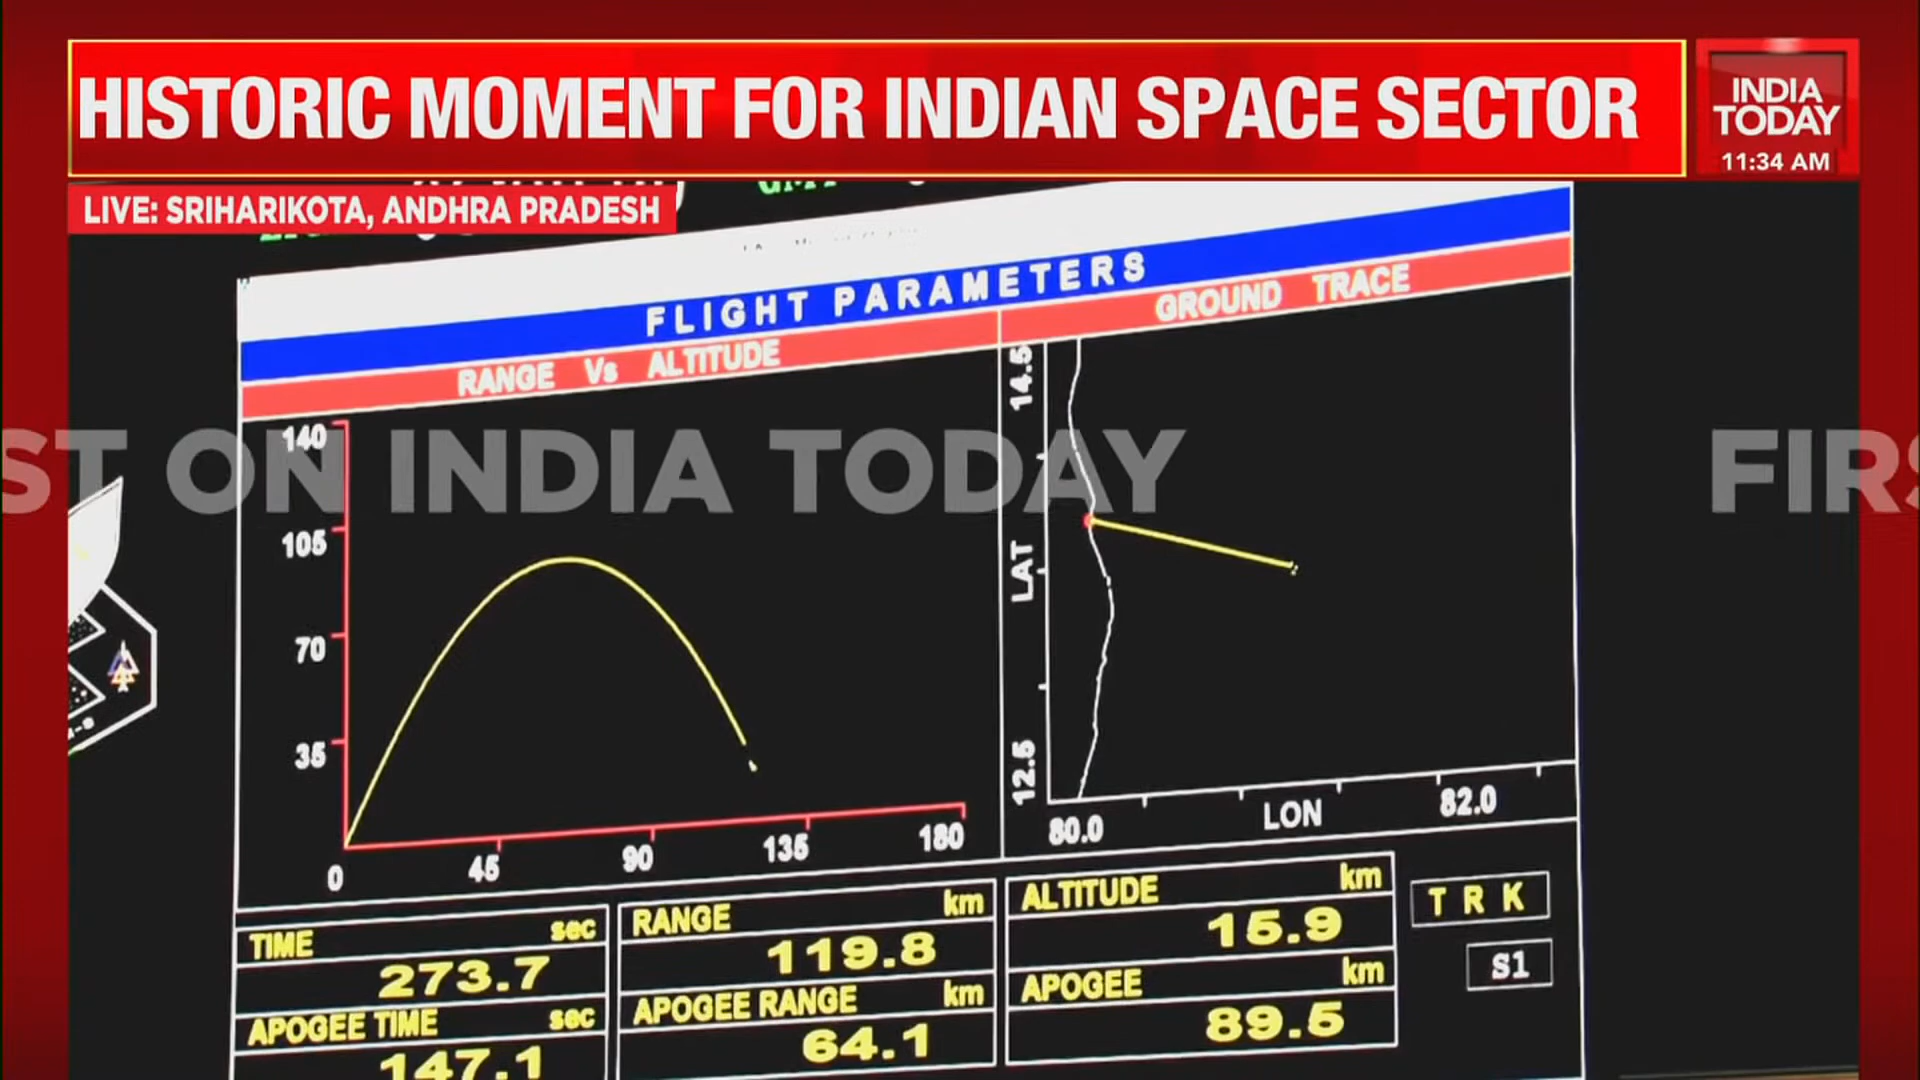 HISTORIC MOMENT FOR INDIAN SPACE SECTOR
INDIA
TODAY
11:34 AM
LIVE: SRIHARIKOTA, ANDHRA PRADESH
FLIGHT PARAMETERS
RANGE Vs ALTITUDE
GROUND TRACE
ST ON INDIA TODAY
FIRS
140
105
70
35
0
45
90
135
180
14.5
LAT
12.5
80.0
LON
82.0
TIME sec
273.7
APOGEE TIME sec
147.1
RANGE km
119.8
APOGEE RANGE km
64.1
ALTITUDE km
15.9
APOGEE km
89.5
T R K
S1